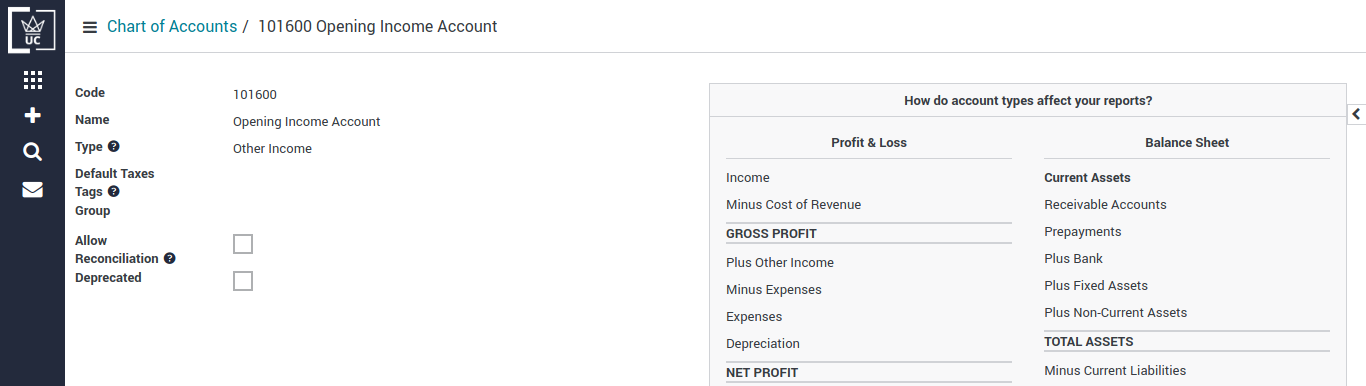 UC
Chart of Accounts / 101600 Opening Income Account
Code 101600
Name Opening Income Account
Type ? Other Income
Default Taxes
Tags ?
Group
Allow
Reconciliation ?
Deprecated
How do account types affect your reports?
Profit & Loss
Income
Minus Cost of Revenue
GROSS PROFIT
Plus Other Income
Minus Expenses
Expenses
Depreciation
NET PROFIT
Balance Sheet
Current Assets
Receivable Accounts
Prepayments
Plus Bank
Plus Fixed Assets
Plus Non-Current Assets
TOTAL ASSETS
Minus Current Liabilities